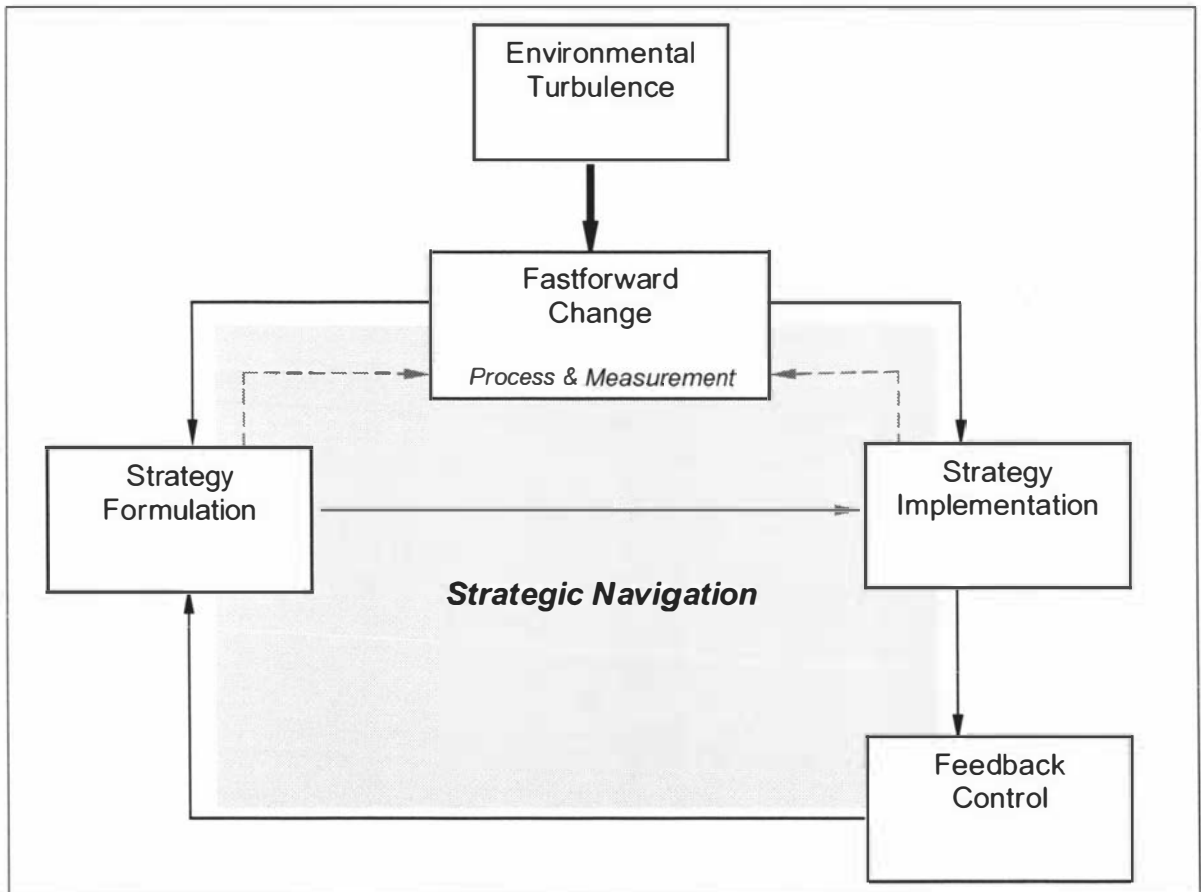 Environmental
Turbulence
Fastforward
Change
Process & Measurement
Strategy
Formulation
Strategy
Implementation
Strategic Navigation
Feedback
Control